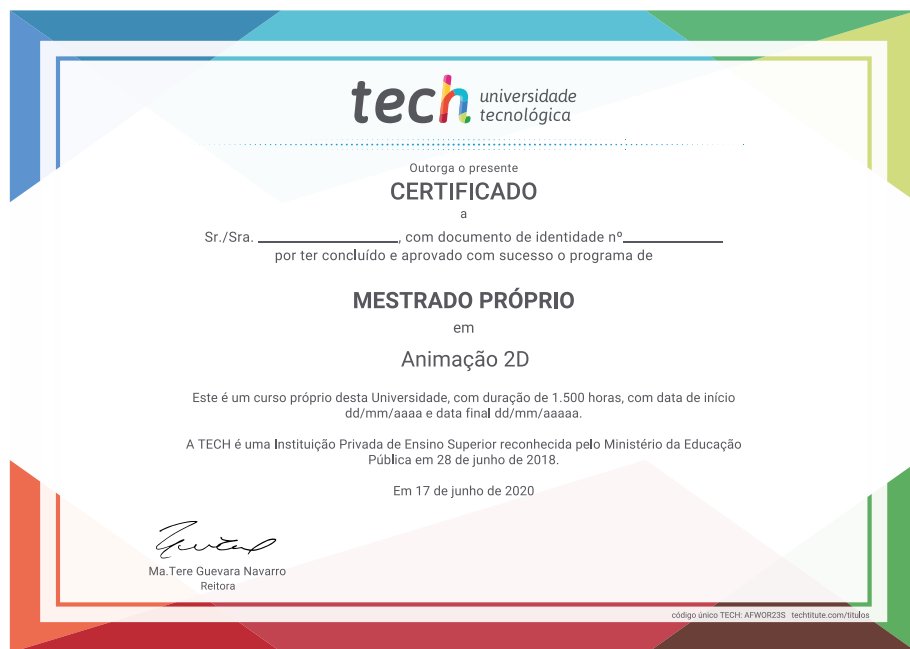 tech universidade
tecnológica
Outorga o presente
CERTIFICADO
a
Sr./Sra. ____________________, com documento de identidade nº______________
por ter concluído e aprovado com sucesso o programa de
MESTRADO PRÓPRIO
em
Animação 2D
Este é um curso próprio desta Universidade, com duração de 1.500 horas, com data de início
dd/mm/aaaa e data final dd/mm/aaaaa.
A TECH é uma Instituição Privada de Ensino Superior reconhecida pelo Ministério da Educação
Pública em 28 de junho de 2018.
Em 17 de junho de 2020
Ma.Tere Guevara Navarro
Reitora
código único TECH: AFWOR23S techtitute.com/titulos